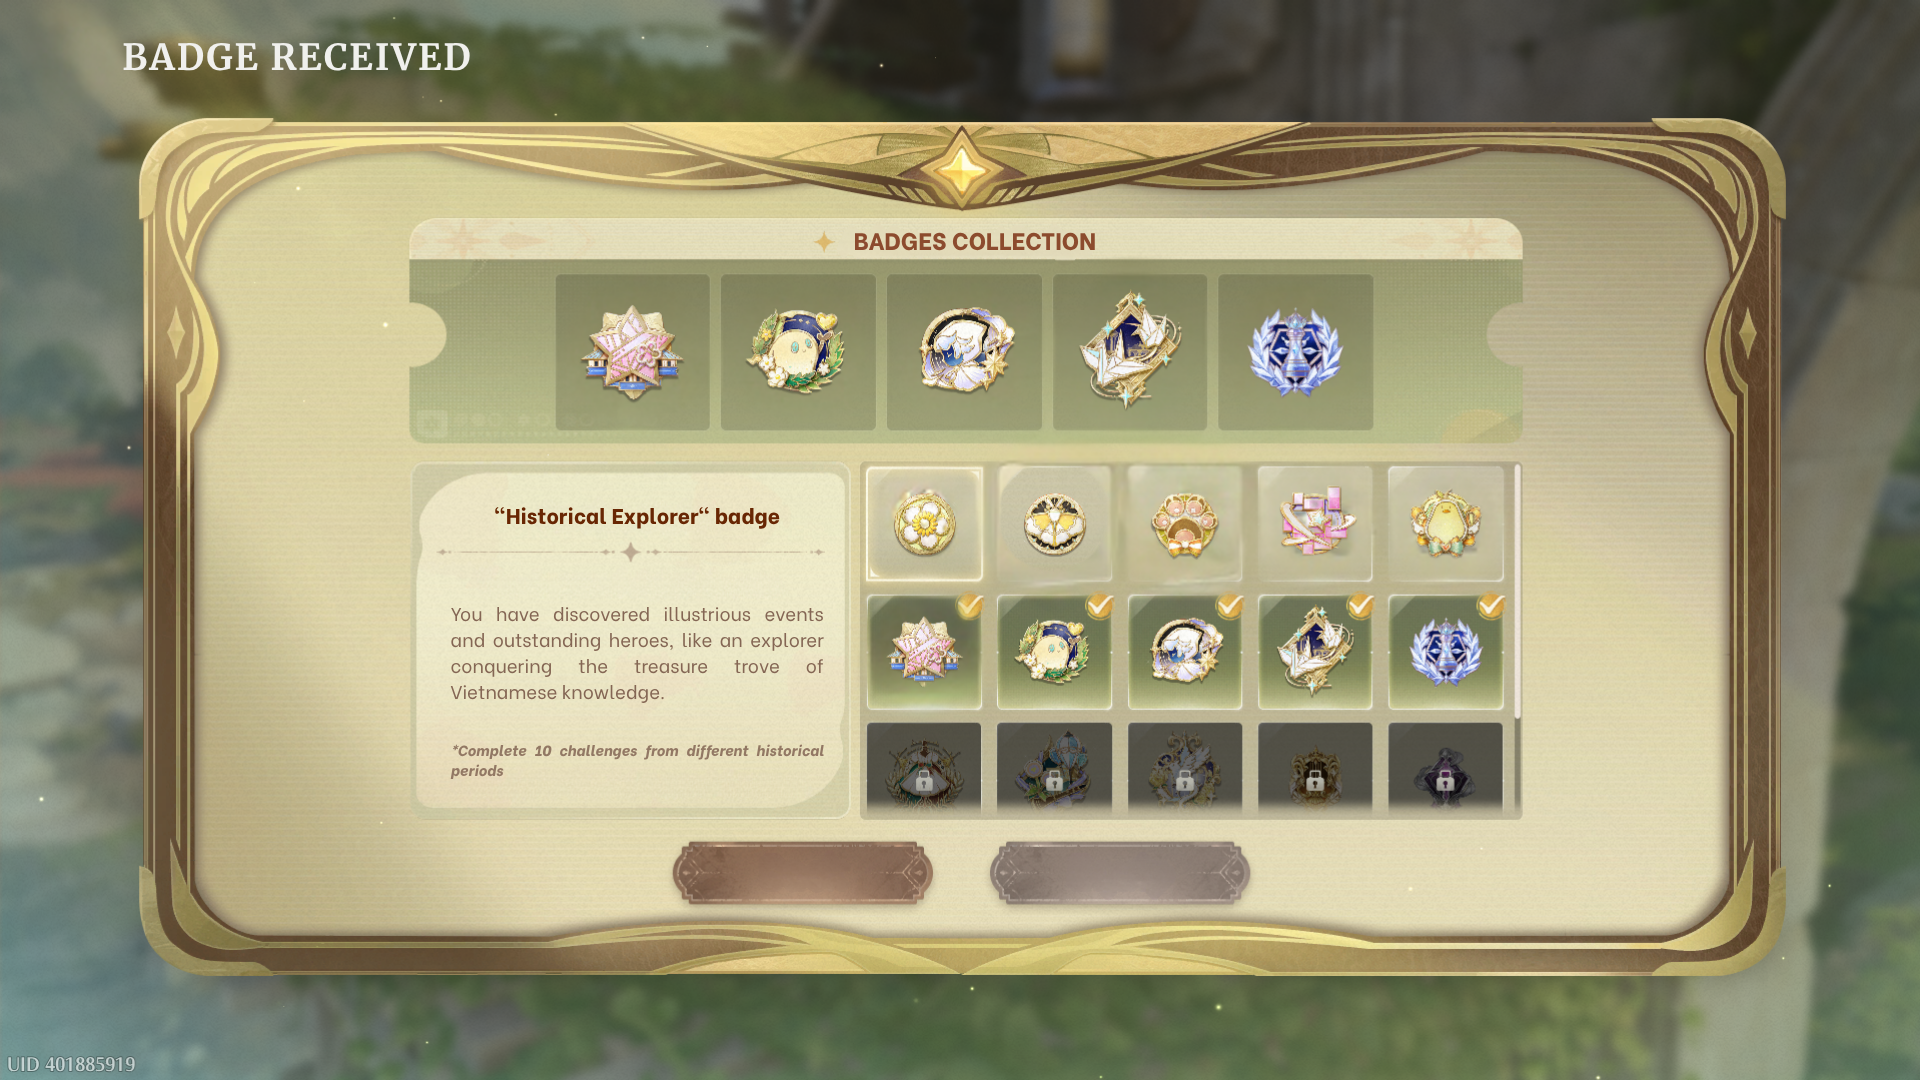 BADGE RECEIVED
BADGES COLLECTION
“Historical Explorer“ badge
You have discovered illustrious events
and outstanding heroes, like an explorer
conquering the treasure trove of
Vietnamese knowledge.
*Complete 10 challenges from different historical
periods
UID 401885919